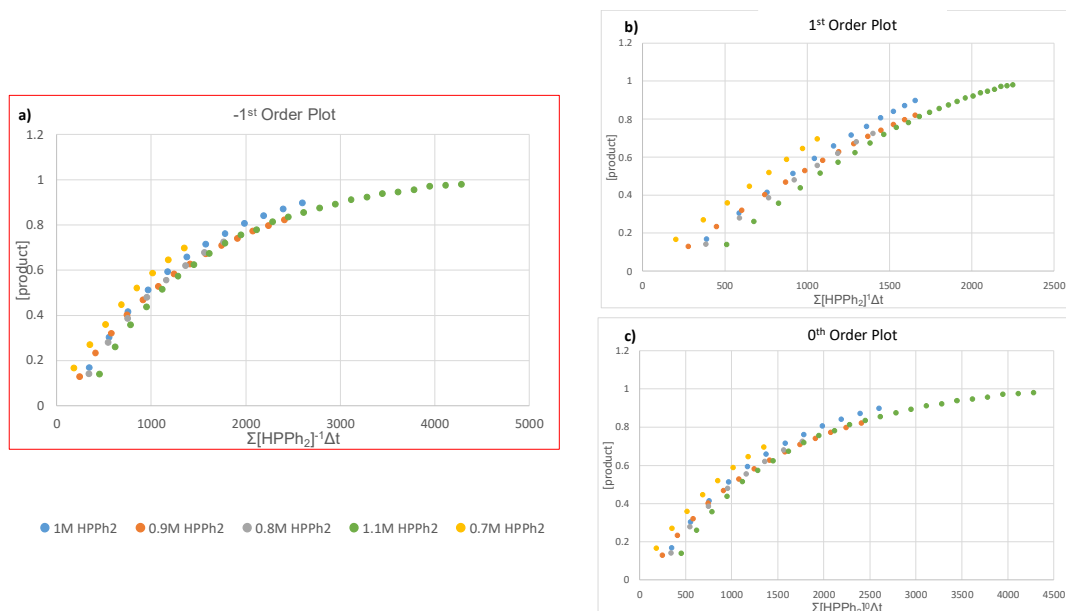 a)
-1st Order Plot
[product]
1.2
1
0.8
0.6
0.4
0.2
0
0 1000 2000 3000 4000 5000
Σ[HPPh₂]⁻¹Δt
1M HPPh2 0.9M HPPh2 0.8M HPPh2 1.1M HPPh2 0.7M HPPh2
b)
1st Order Plot
[product]
1.2
1
0.8
0.6
0.4
0.2
0
0 500 1000 1500 2000 2500
Σ[HPPh₂]¹Δt
c)
0th Order Plot
[product]
1.2
1
0.8
0.6
0.4
0.2
0
0 500 1000 1500 2000 2500 3000 3500 4000 4500
Σ[HPPh₂]⁰Δt